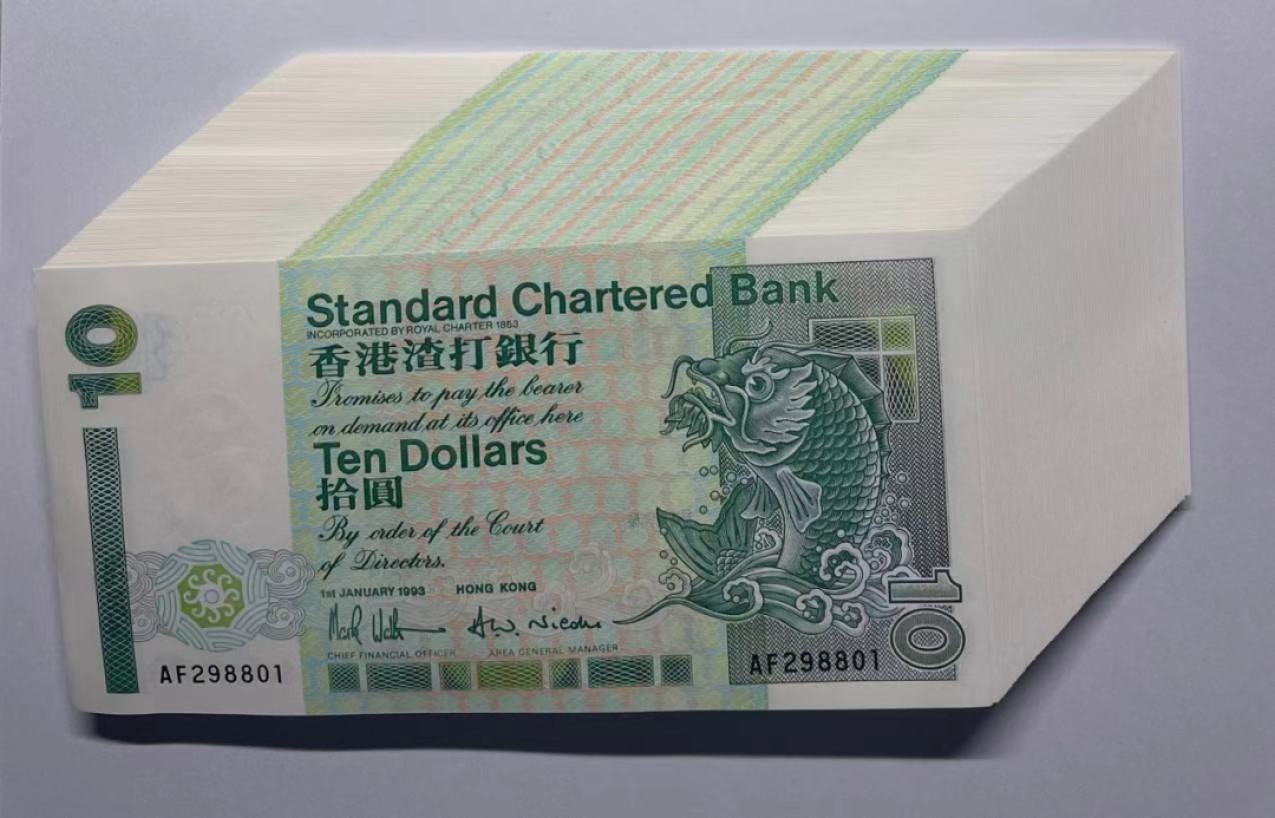 10
Standard Chartered Bank
INCORPORATED BY ROYAL CHARTER 1853
香港渣打銀行
Promises to pay the bearer
on demand at its office here
Ten Dollars
拾圓
By order of the Court
of Directors.
1st JANUARY 1993 HONG KONG
CHIEF FINANCIAL OFFICER AREA GENERAL MANAGER
AF298801 AF298801
10